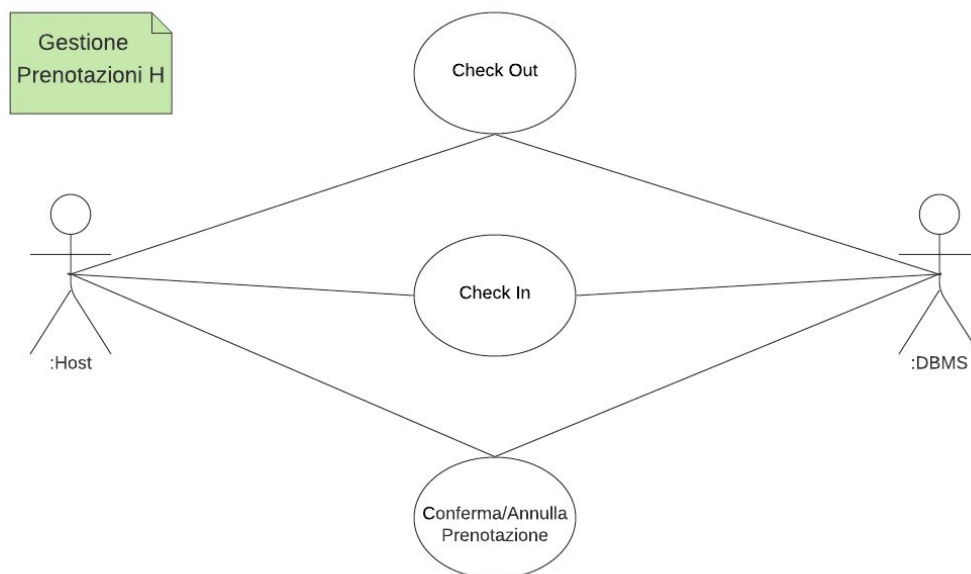 Gestione
Prenotazioni H
Check Out
Check In
:Host
:DBMS
Conferma/Annulla
Prenotazione